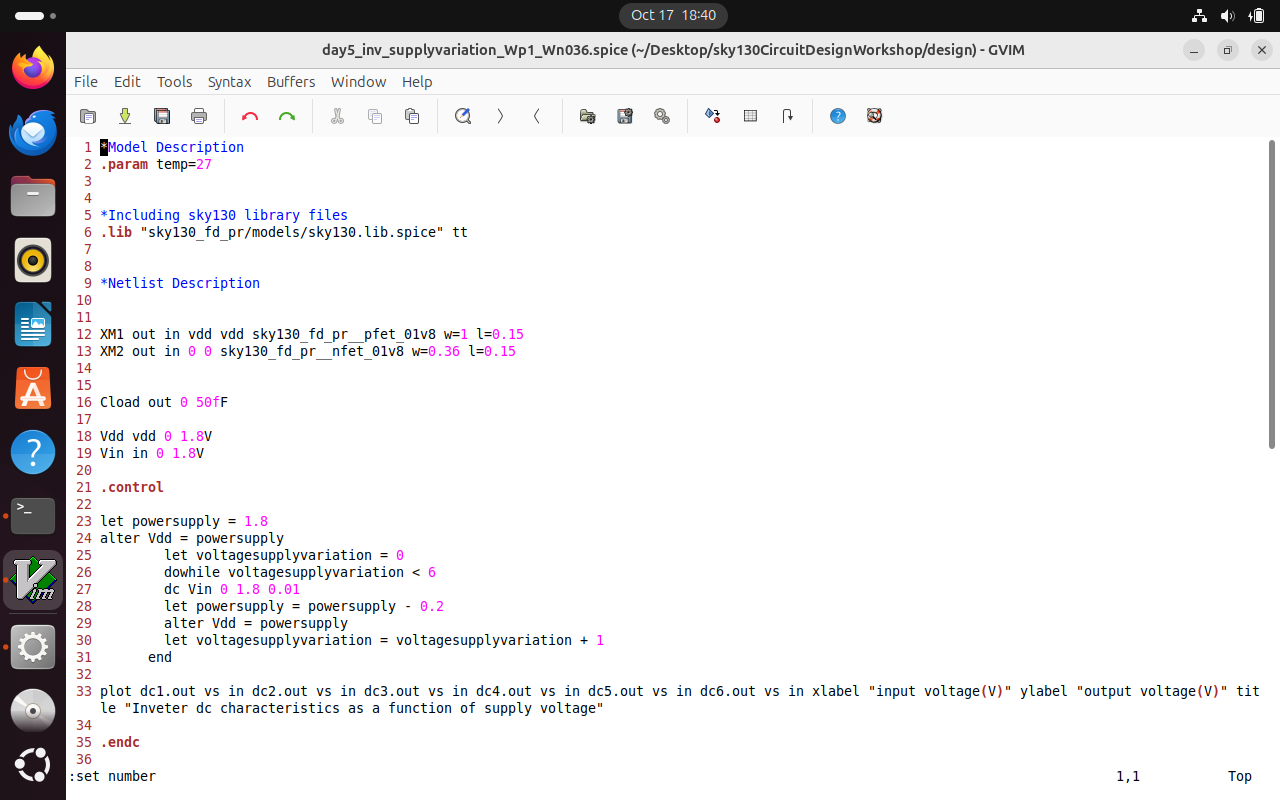 Oct 17 18:40
day5_inv_supplyvariation_Wp1_Wn036.spice (~/Desktop/sky130CircuitDesignWorkshop/design) - GVIM
File Edit Tools Syntax Buffers Window Help
1 *Model Description
2 .param temp=27
3
4
5 *Including sky130 library files
6 .lib "sky130_fd_pr/models/sky130.lib.spice" tt
7
8
9 *Netlist Description
10
11
12 XM1 out in vdd vdd sky130_fd_pr__pfet_01v8 w=1 l=0.15
13 XM2 out in 0 0 sky130_fd_pr__nfet_01v8 w=0.36 l=0.15
14
15
16 Cload out 0 50fF
17
18 Vdd vdd 0 1.8V
19 Vin in 0 1.8V
20
21 .control
22
23 let powersupply = 1.8
24 alter Vdd = powersupply
25         let voltagesupplyvariation = 0
26         dowhile voltagesupplyvariation < 6
27         dc Vin 0 1.8 0.01
28         let powersupply = powersupply - 0.2
29         alter Vdd = powersupply
30         let voltagesupplyvariation = voltagesupplyvariation + 1
31       end
32
33 plot dc1.out vs in dc2.out vs in dc3.out vs in dc4.out vs in dc5.out vs in dc6.out vs in xlabel "input voltage(V)" ylabel "output voltage(V)" tit
le "Inveter dc characteristics as a function of supply voltage"
34
35 .endc
36
:set number 1,1 Top